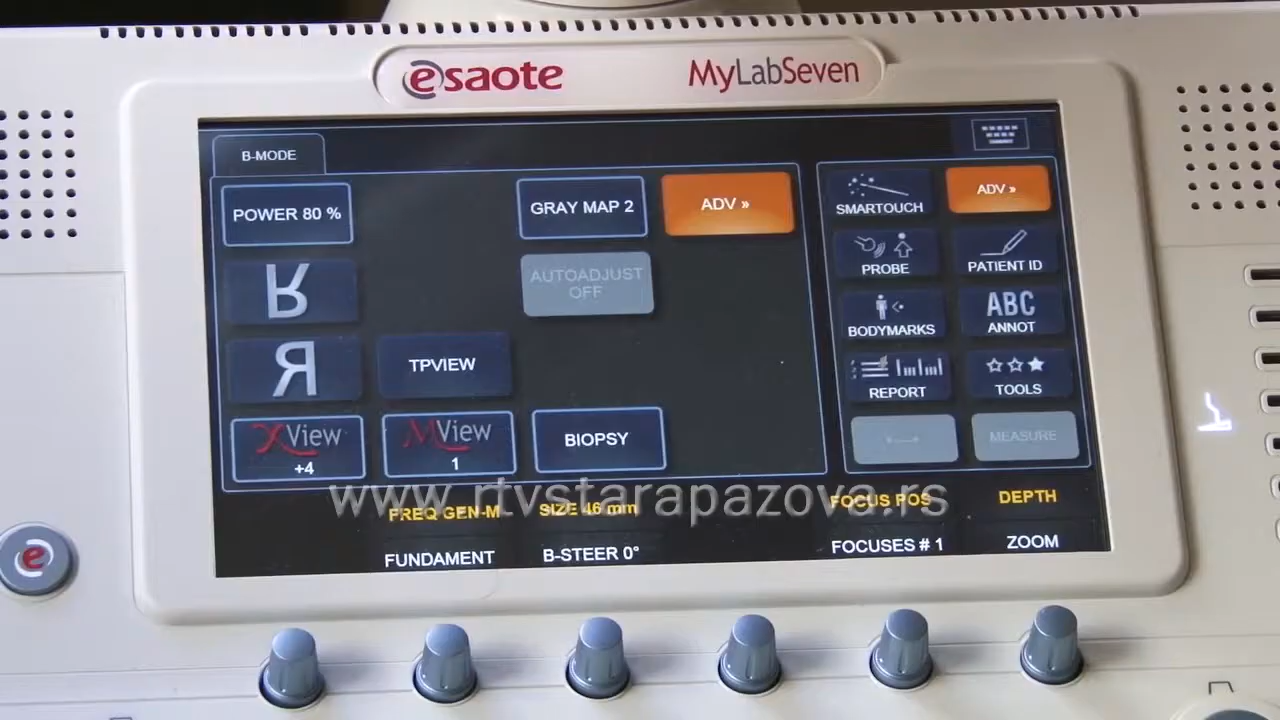 esaote
MyLabSeven
B-MODE
POWER 80 %
GRAY MAP 2
ADV »
AUTOADJUST
OFF
R
R
TPVIEW
XView
+4
MView
1
BIOPSY
SMARTOUCH
ADV »
PROBE
PATIENT ID
BODYMARKS
ABC
ANNOT
REPORT
TOOLS
MEASURE
www.rtvstarapazova.rs
FREQ GEN-M
SIZE 46 mm
FOCUS POS
DEPTH
FUNDAMENT
B-STEER 0°
FOCUSES # 1
ZOOM
e